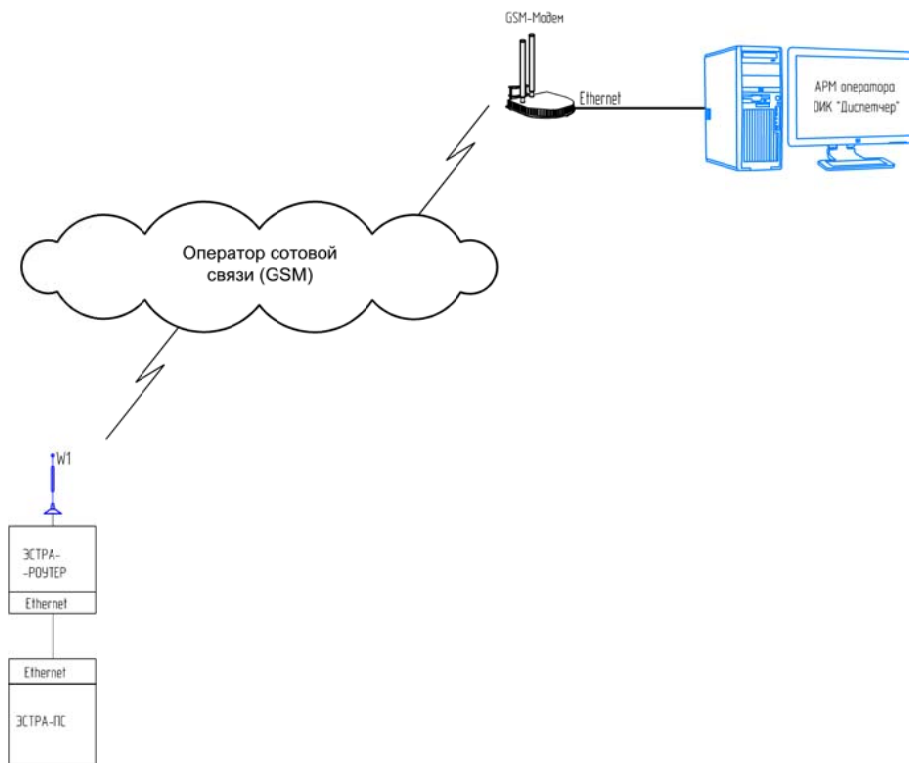 GSM-Модем
Ethernet
АРМ оператора
ОИК "Диспетчер"
Оператор сотовой
связи (GSM)
W1
ЭСТРА-
-РОУТЕР
Ethernet
Ethernet
ЭСТРА-ПС